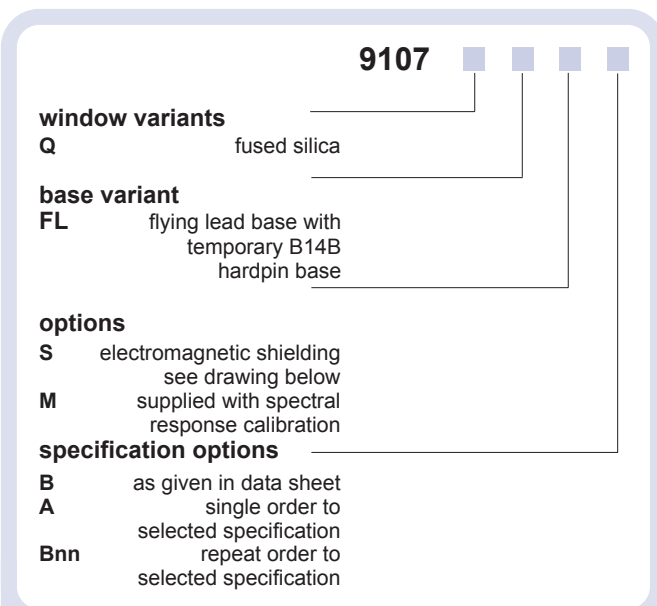 9107
window variants
Q fused silica
base variant
FL flying lead base with
temporary B14B
hardpin base
options
S electromagnetic shielding
see drawing below
M supplied with spectral
response calibration
specification options
B as given in data sheet
A single order to
selected specification
Bnn repeat order to
selected specification